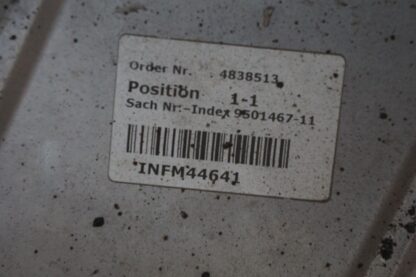 Order Nr. 4838513
Position 1-1
Sach Nr:-Index 9501467-11
INFM44641